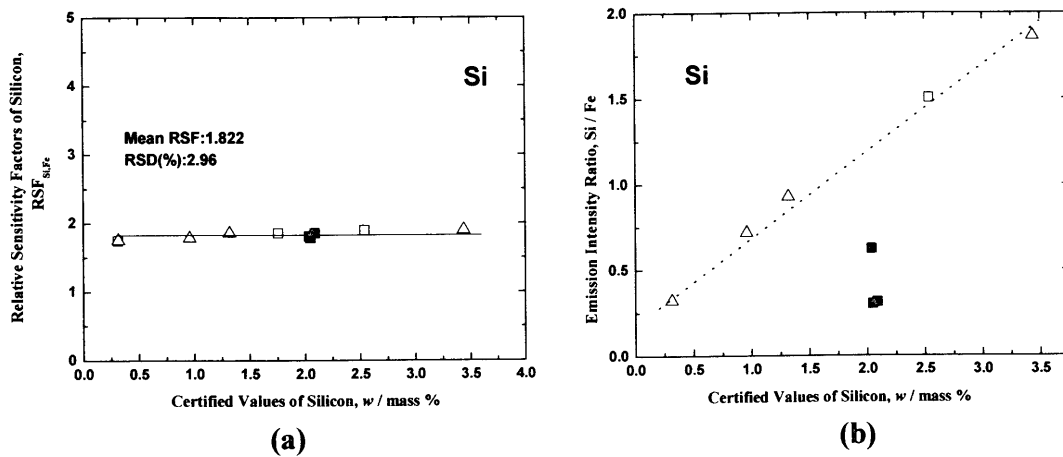 5
4
3
2
1
0
0.0 0.5 1.0 1.5 2.0 2.5 3.0 3.5 4.0
Relative Sensitivity Factors of Silicon,
RSF Si,Fe
Si
Mean RSF:1.822
RSD(%):2.96
Certified Values of Silicon, w / mass %
(a)
2.0
1.5
1.0
0.5
0.0
0.0 0.5 1.0 1.5 2.0 2.5 3.0 3.5
Emission Intensity Ratio, Si / Fe
Si
Certified Values of Silicon, w / mass %
(b)